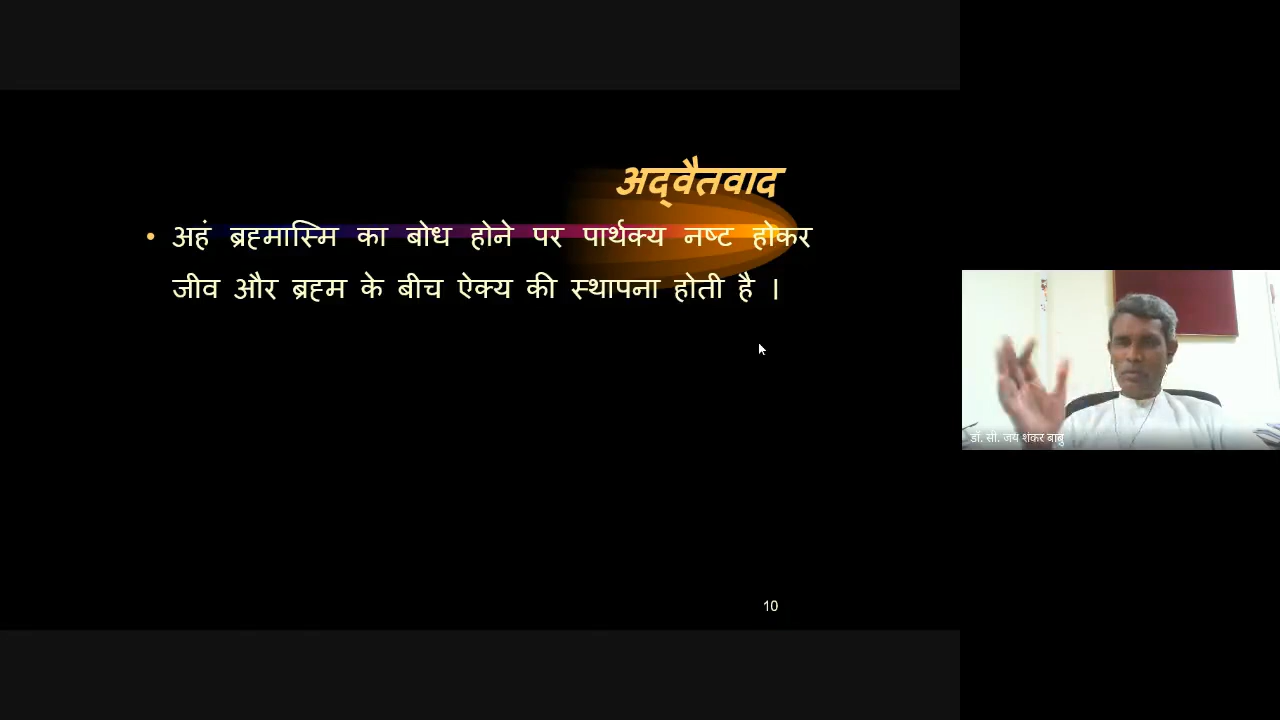 अद्वैतवाद
• अहं ब्रह्मास्मि का बोध होने पर पार्थक्य नष्ट होकर
जीव और ब्रह्म के बीच ऐक्य की स्थापना होती है ।
10
डॉ. सी. जय शंकर बाबु